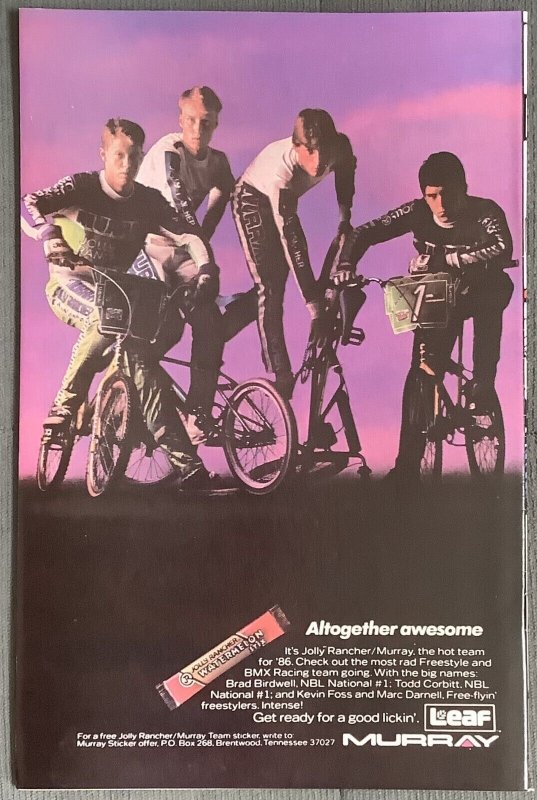 1
JOLLY RANCHER
WATERMELON
STIX
Altogether awesome
It's Jolly Rancher/Murray, the hot team
for '86. Check out the most rad Freestyle and
BMX Racing team going. With the big names:
Brad Birdwell, NBL National #1; Todd Corbitt, NBL
National #1; and Kevin Foss and Marc Darnell, Free-flyin'
freestylers. Intense!
Get ready for a good lickin'.
Leaf
For a free Jolly Rancher/Murray Team sticker, write to:
Murray Sticker offer, P.O. Box 268, Brentwood, Tennessee 37027
MURRAY